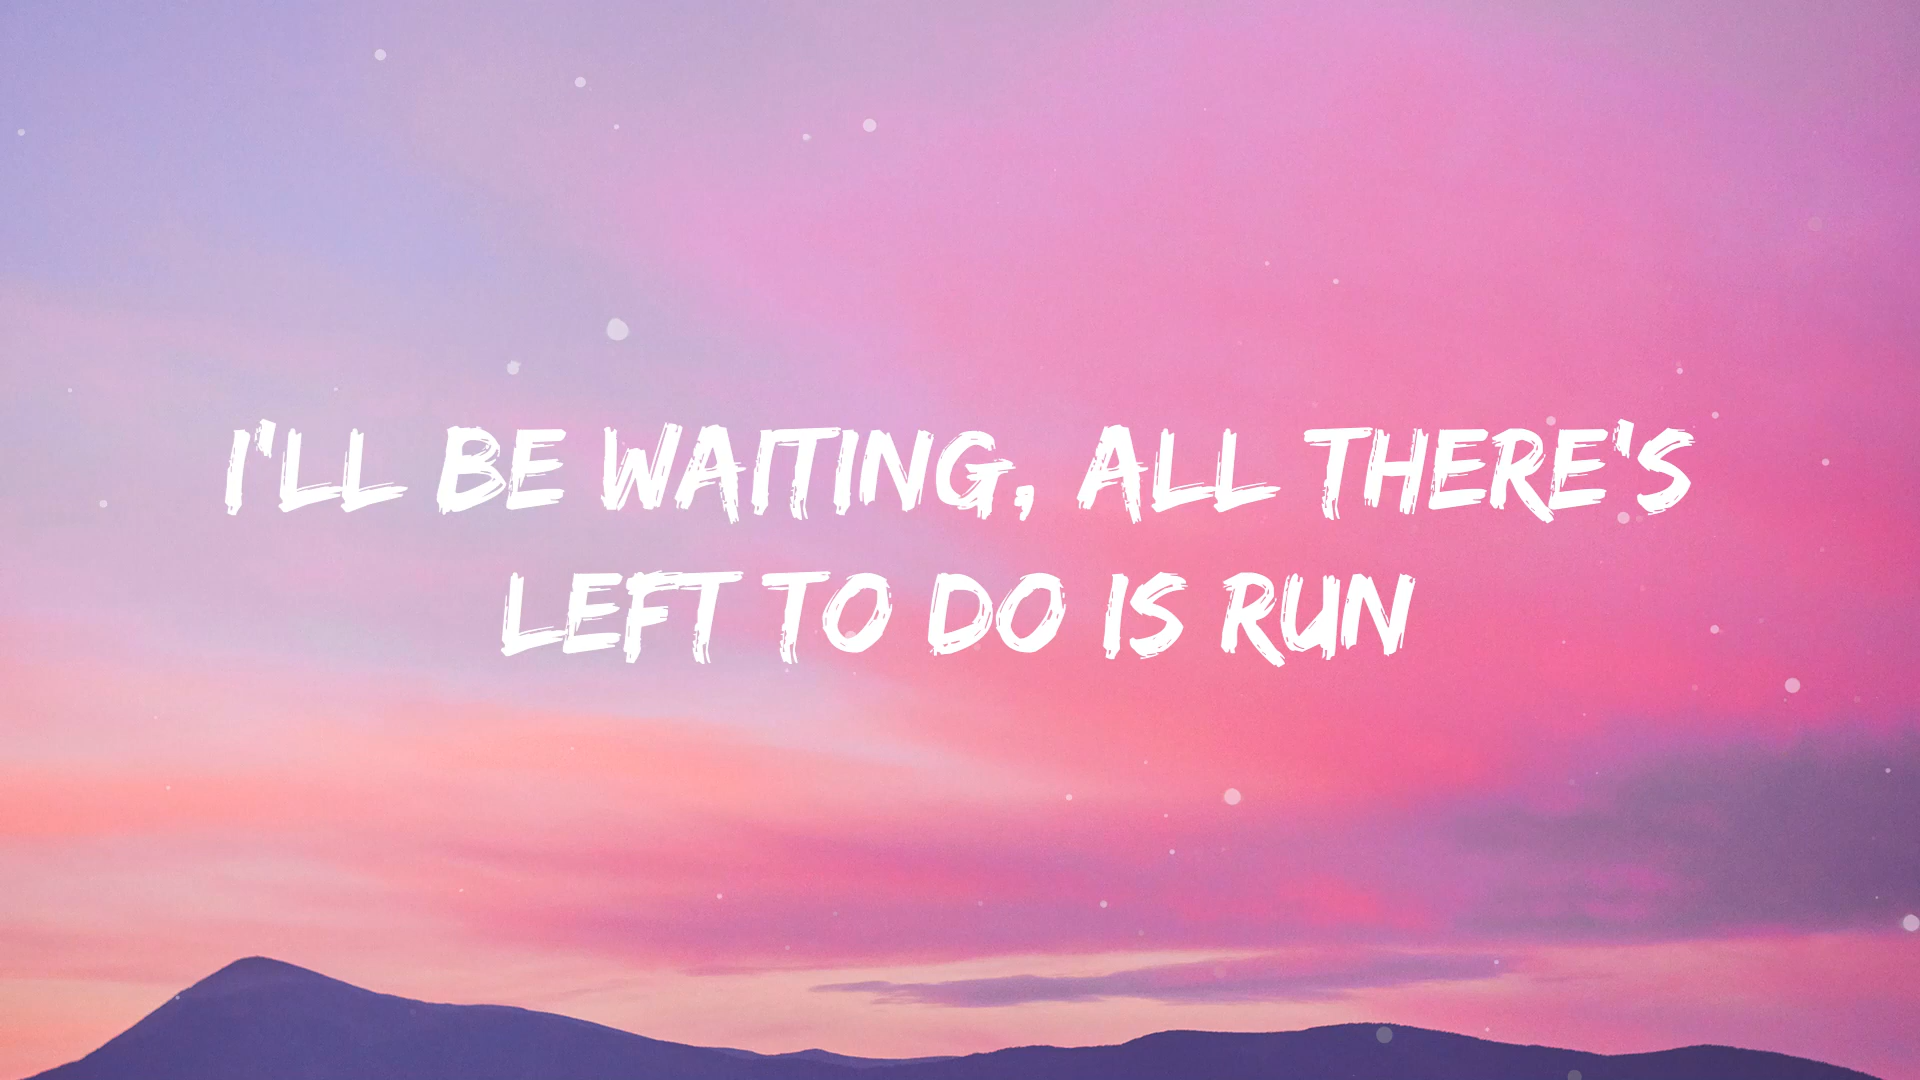 I'LL BE WAITING, ALL THERE'S
LEFT TO DO IS RUN